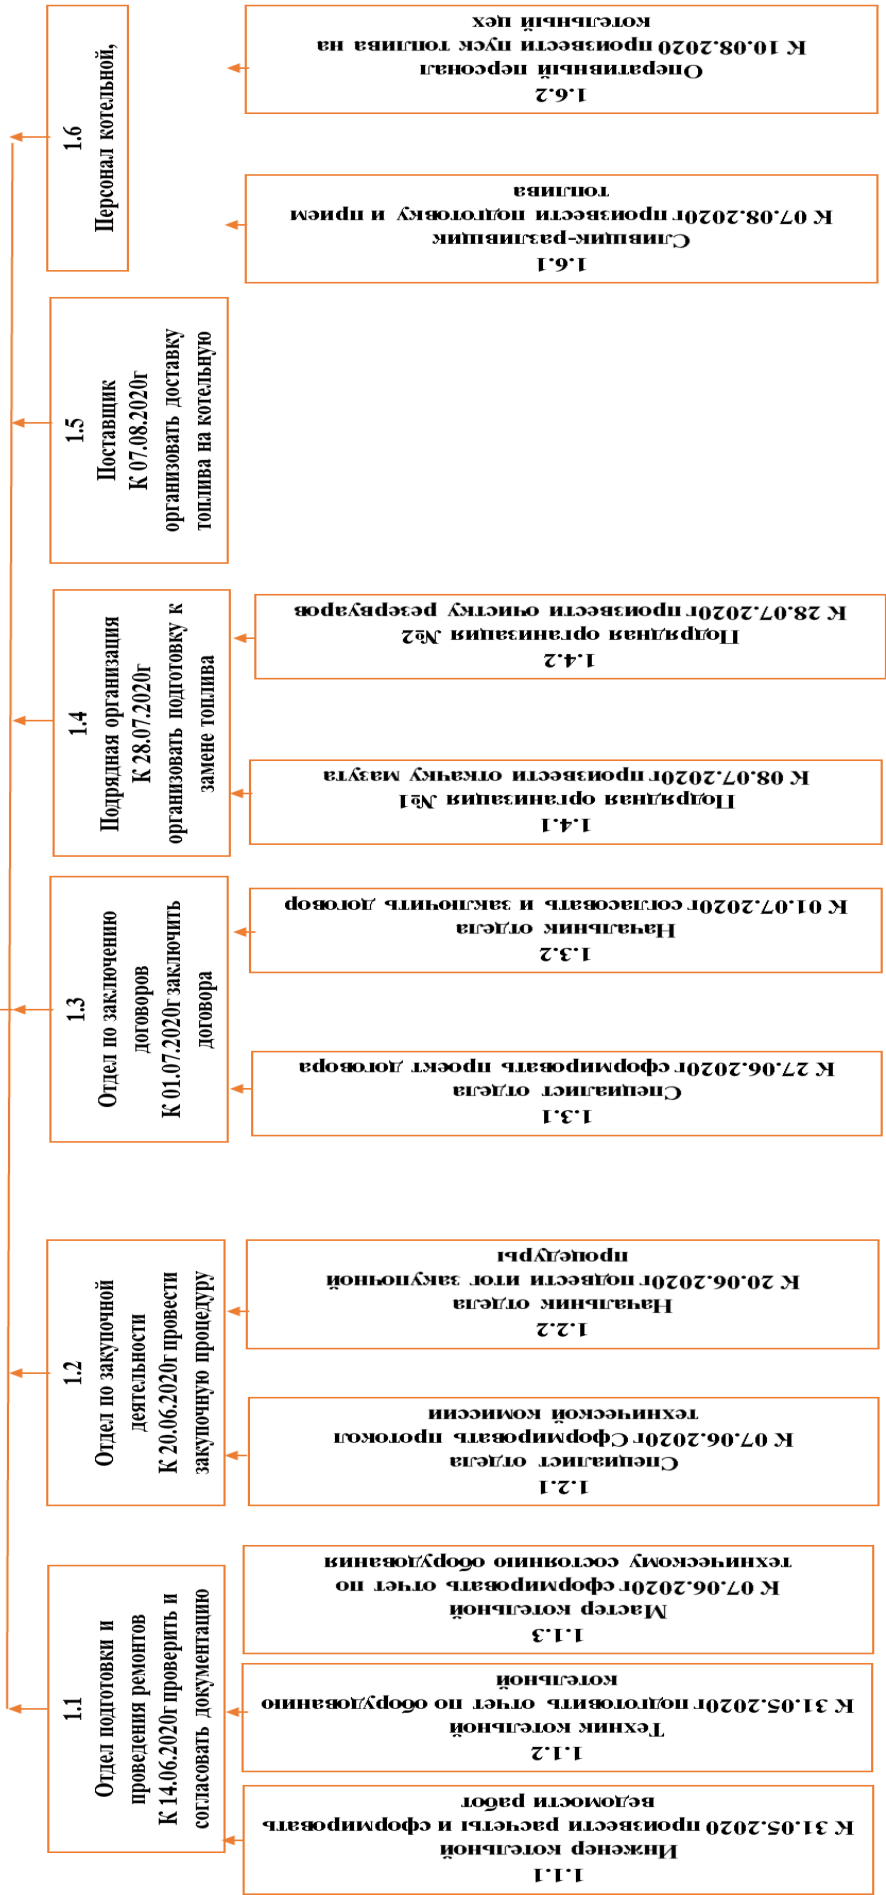 1.1
Отдел подготовки и
проведения ремонтов
К 14.06.2020г проверить и
согласовать документацию
1.1.1
Инженер котельной
К 31.05.2020 произвести расчеты и сформировать
ведомости работ
1.1.2
Техник котельной
К 31.05.2020г подготовить отчет по оборудованию
котельной
1.1.3
Мастер котельной
К 07.06.2020г сформировать отчет по
техническому состоянию оборудования
1.2
Отдел по закупочной
деятельности
К 20.06.2020г провести
закупочную процедуру
1.2.1
Специалист отдела
К 07.06.2020г Сформировать протокол
технической комиссии
1.2.2
Начальник отдела
К 20.06.2020г подвести итог закупочной
процедуры
1.3
Отдел по заключению
договоров
К 01.07.2020г заключить
договора
1.3.1
Специалист отдела
К 27.06.2020г сформировать проект договора
1.3.2
Начальник отдела
К 01.07.2020г согласовать и заключить договор
1.4
Подрядная организация
К 28.07.2020г
организовать подготовку к
замене топлива
1.4.1
Подрядная организация №1
К 08.07.2020г произвести откачку мазута
1.4.2
Подрядная организация №2
К 28.07.2020г произвести очистку резервуаров
1.5
Поставщик
К 07.08.2020г
организовать доставку
топлива на котельную
1.6
Персонал котельной,
1.6.1
Сливщик-разливщик
К 07.08.2020г произвести подготовку и прием
топлива
1.6.2
Оперативный персонал
К 10.08.2020 произвести пуск топлива на
котельный цех